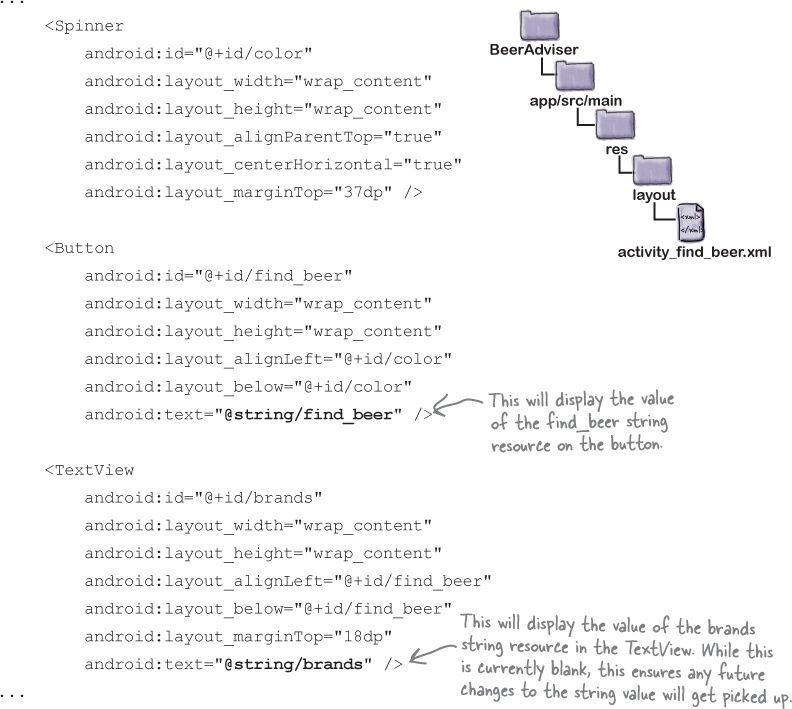 ...
<Spinner
android:id="@+id/color"
android:layout_width="wrap_content"
android:layout_height="wrap_content"
android:layout_alignParentTop="true"
android:layout_centerHorizontal="true"
android:layout_marginTop="37dp" />
BeerAdviser
app/src/main
res
layout
<xml>
</xml>
activity_find_beer.xml
<Button
android:id="@+id/find_beer"
android:layout_width="wrap_content"
android:layout_height="wrap_content"
android:layout_alignLeft="@+id/color"
android:layout_below="@+id/color"
android:text="@string/find_beer" />
This will display the value
of the find_beer string
resource on the button.
<TextView
android:id="@+id/brands"
android:layout_width="wrap_content"
android:layout_height="wrap_content"
android:layout_alignLeft="@+id/find_beer"
android:layout_below="@+id/find_beer"
android:layout_marginTop="18dp"
android:text="@string/brands" />
This will display the value of the brands
string resource in the TextView. While this
is currently blank, this ensures any future
changes to the string value will get picked up.
...